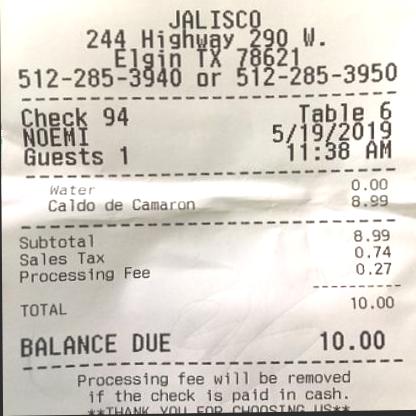 JALISCO
244 Highway 290 W.
Elgin TX 78621
512-285-3940 or 512-285-3950
Check 94 Table 6
NOEMI 5/19/2019
Guests 1 11:38 AM
Water 0.00
Caldo de Camaron 8.99
Subtotal 8.99
Sales Tax 0.74
Processing Fee 0.27
TOTAL 10.00
BALANCE DUE 10.00
Processing fee will be removed
if the check is paid in cash.
**THANK YOU FOR CHOOSING US**